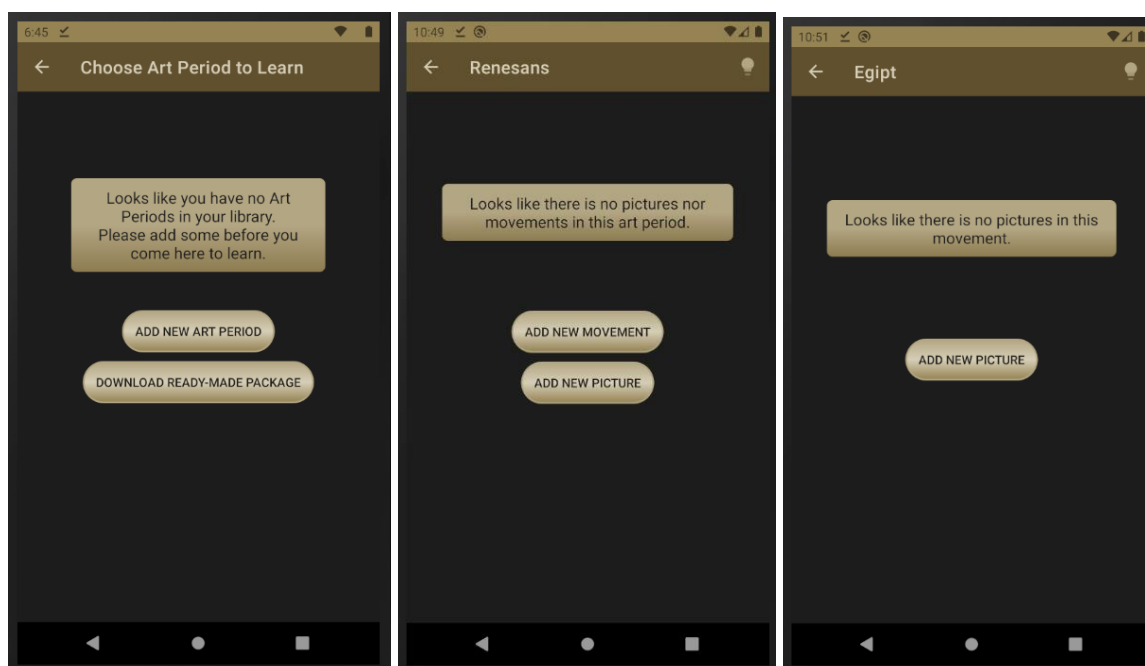 6:45
Choose Art Period to Learn
Looks like you have no Art
Periods in your library.
Please add some before you
come here to learn.
ADD NEW ART PERIOD
DOWNLOAD READY-MADE PACKAGE
10:49
Renesans
Looks like there is no pictures nor
movements in this art period.
ADD NEW MOVEMENT
ADD NEW PICTURE
10:51
Egipt
Looks like there is no pictures in this
movement.
ADD NEW PICTURE